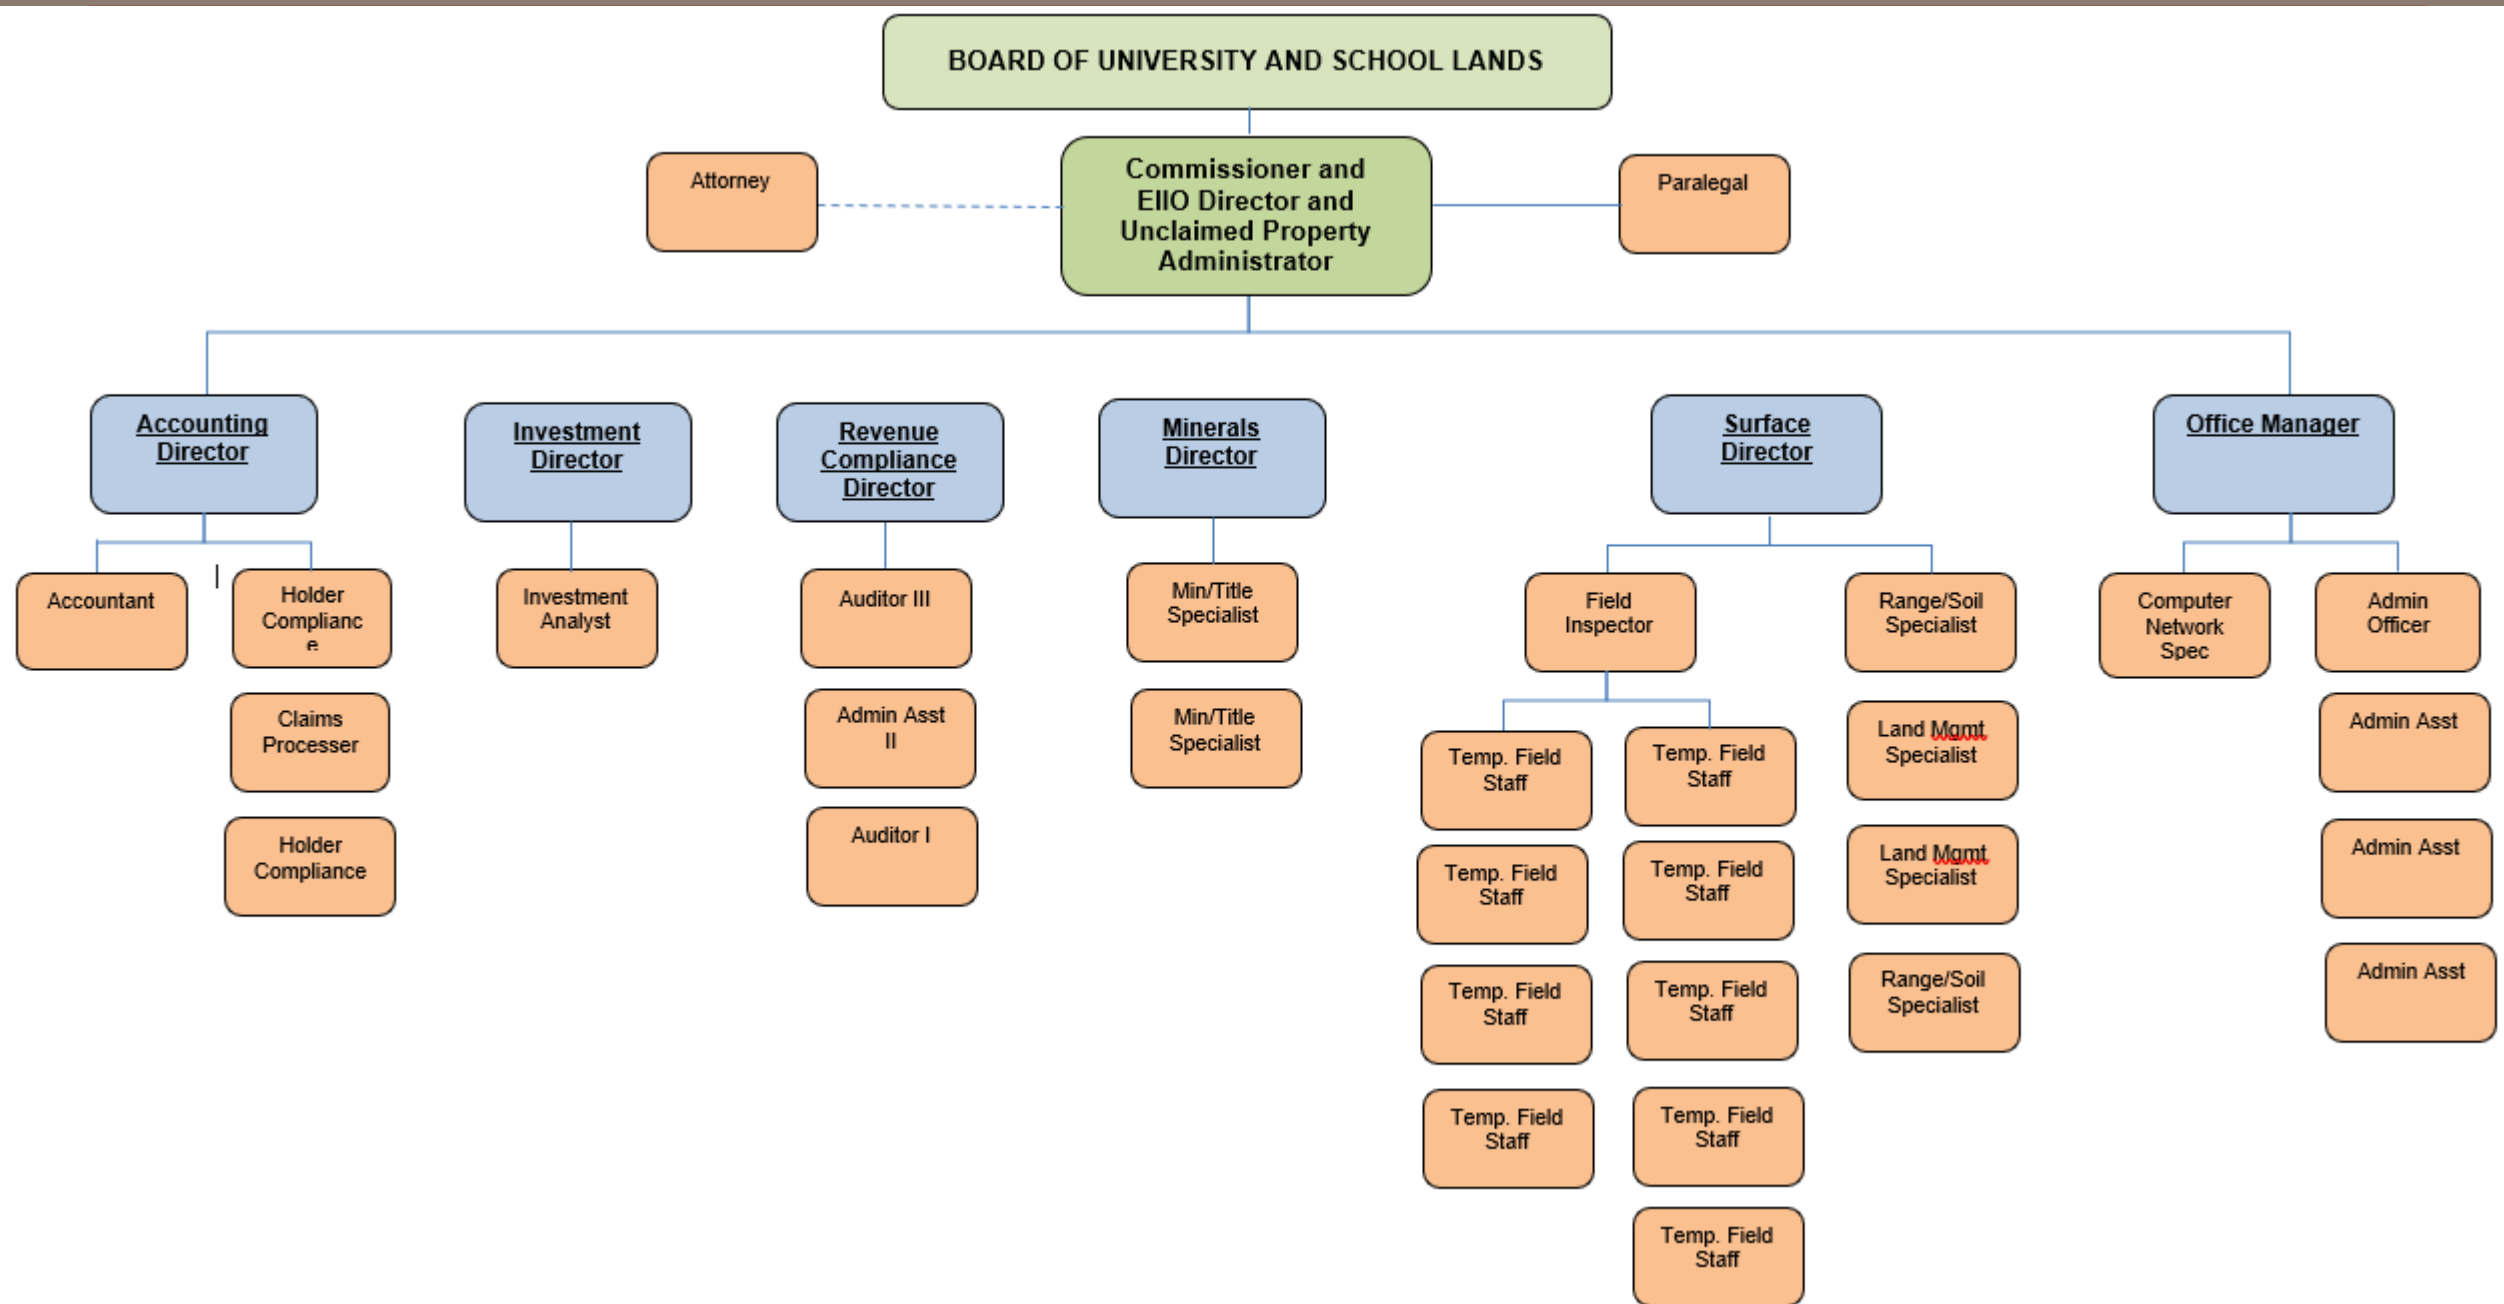 BOARD OF UNIVERSITY AND SCHOOL LANDS
Attorney
Commissioner and
EIIO Director and
Unclaimed Property
Administrator
Paralegal
Accounting
Director
Investment
Director
Revenue
Compliance
Director
Minerals
Director
Surface
Director
Office Manager
Accountant
Holder
Complianc
e
Claims
Processer
Holder
Compliance
Investment
Analyst
Auditor III
Admin Asst
II
Auditor I
Min/Title
Specialist
Min/Title
Specialist
Field
Inspector
Temp. Field
Staff
Temp. Field
Staff
Temp. Field
Staff
Temp. Field
Staff
Temp. Field
Staff
Temp. Field
Staff
Temp. Field
Staff
Temp. Field
Staff
Temp. Field
Staff
Range/Soil
Specialist
Land Mgmt
Specialist
Land Mgmt
Specialist
Range/Soil
Specialist
Computer
Network
Spec
Admin
Officer
Admin Asst
Admin Asst
Admin Asst